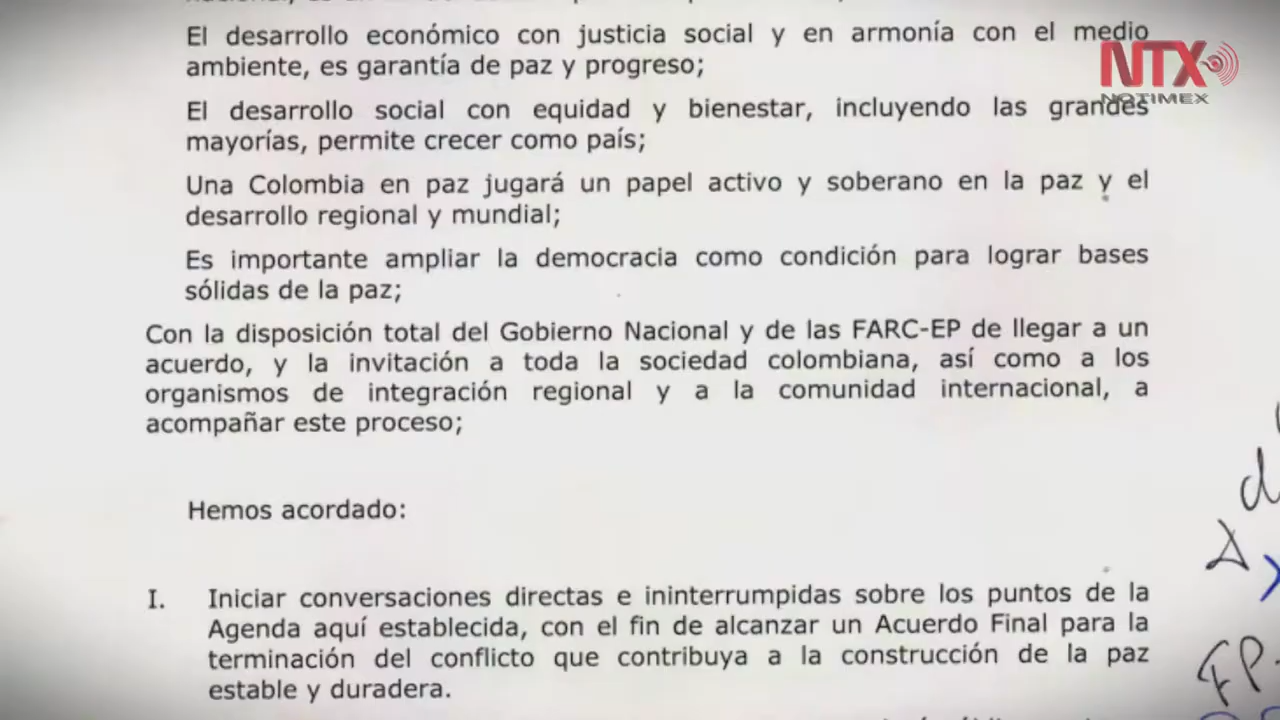 El desarrollo económico con justicia social y en armonía con el medio
ambiente, es garantía de paz y progreso;
NTX
NOTIMEX
El desarrollo social con equidad y bienestar, incluyendo las grandes
mayorías, permite crecer como país;
Una Colombia en paz jugará un papel activo y soberano en la paz y el
desarrollo regional y mundial;
Es importante ampliar la democracia como condición para lograr bases
sólidas de la paz;
Con la disposición total del Gobierno Nacional y de las FARC-EP de llegar a un
acuerdo, y la invitación a toda la sociedad colombiana, así como a los
organismos de integración regional y a la comunidad internacional, a
acompañar este proceso;
Hemos acordado:
I. Iniciar conversaciones directas e ininterrumpidas sobre los puntos de la
Agenda aquí establecida, con el fin de alcanzar un Acuerdo Final para la
terminación del conflicto que contribuya a la construcción de la paz
estable y duradera.